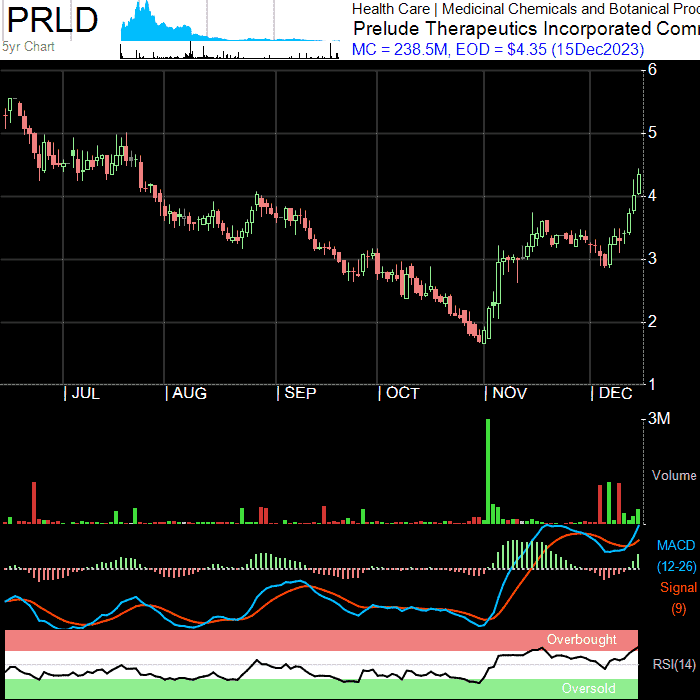 PRLD
5yr Chart
Health Care | Medicinal Chemicals and Botanical Proc
Prelude Therapeutics Incorporated Com
MC = 238.5M, EOD = $4.35 (15Dec2023)
6
5
4
3
2
1
| JUL | AUG | SEP | OCT | NOV | DEC
3M
Volume
MACD
(12-26)
Signal
(9)
Overbought
RSI(14)
Oversold